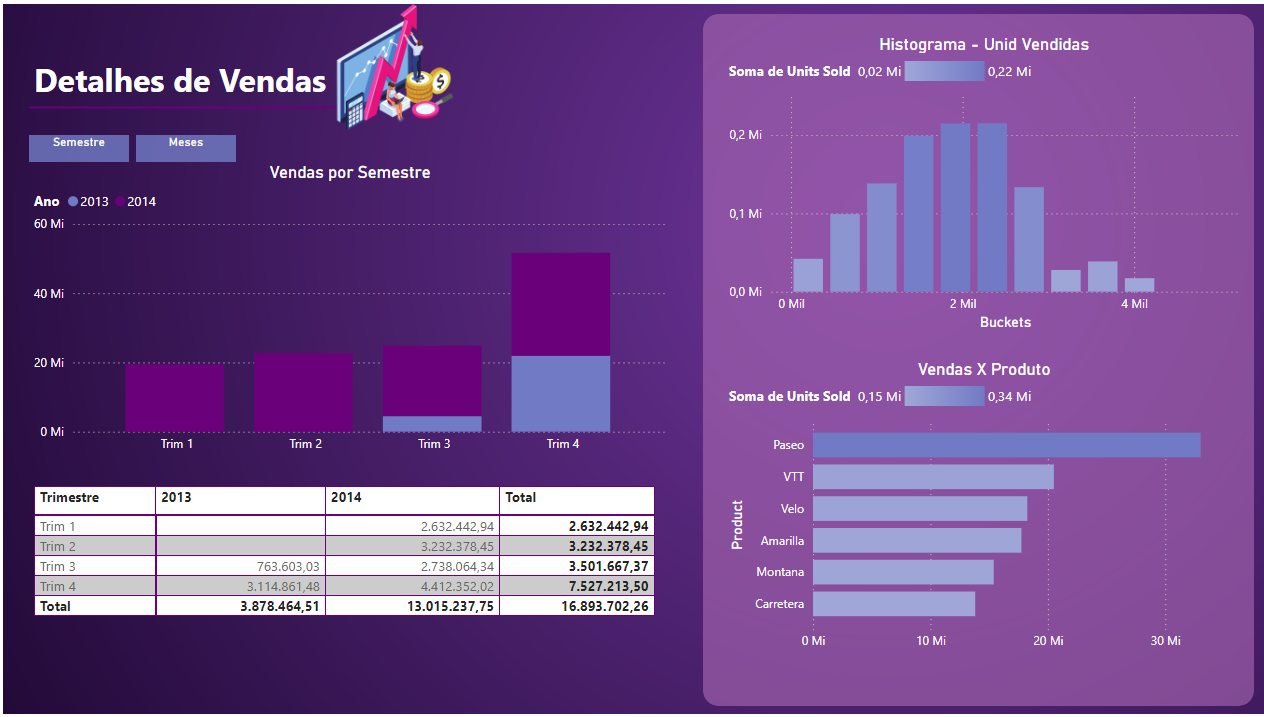 Detalhes de Vendas
$
Semestre Meses
Vendas por Semestre
Ano 2013 2014
60 Mi
40 Mi
20 Mi
0 Mi
Trim 1 Trim 2 Trim 3 Trim 4
Trimestre 2013 2014 Total
Trim 1 2.632.442,94 2.632.442,94
Trim 2 3.232.378,45 3.232.378,45
Trim 3 763.603,03 2.738.064,34 3.501.667,37
Trim 4 3.114.861,48 4.412.352,02 7.527.213,50
Total 3.878.464,51 13.015.237,75 16.893.702,26
Histograma - Unid Vendidas
Soma de Units Sold 0,02 Mi 0,22 Mi
0,2 Mi
0,1 Mi
0,0 Mi
0 Mil 2 Mil 4 Mil
Buckets
Vendas X Produto
Soma de Units Sold 0,15 Mi 0,34 Mi
Product
Paseo
VTT
Velo
Amarilla
Montana
Carretera
0 Mi 10 Mi 20 Mi 30 Mi